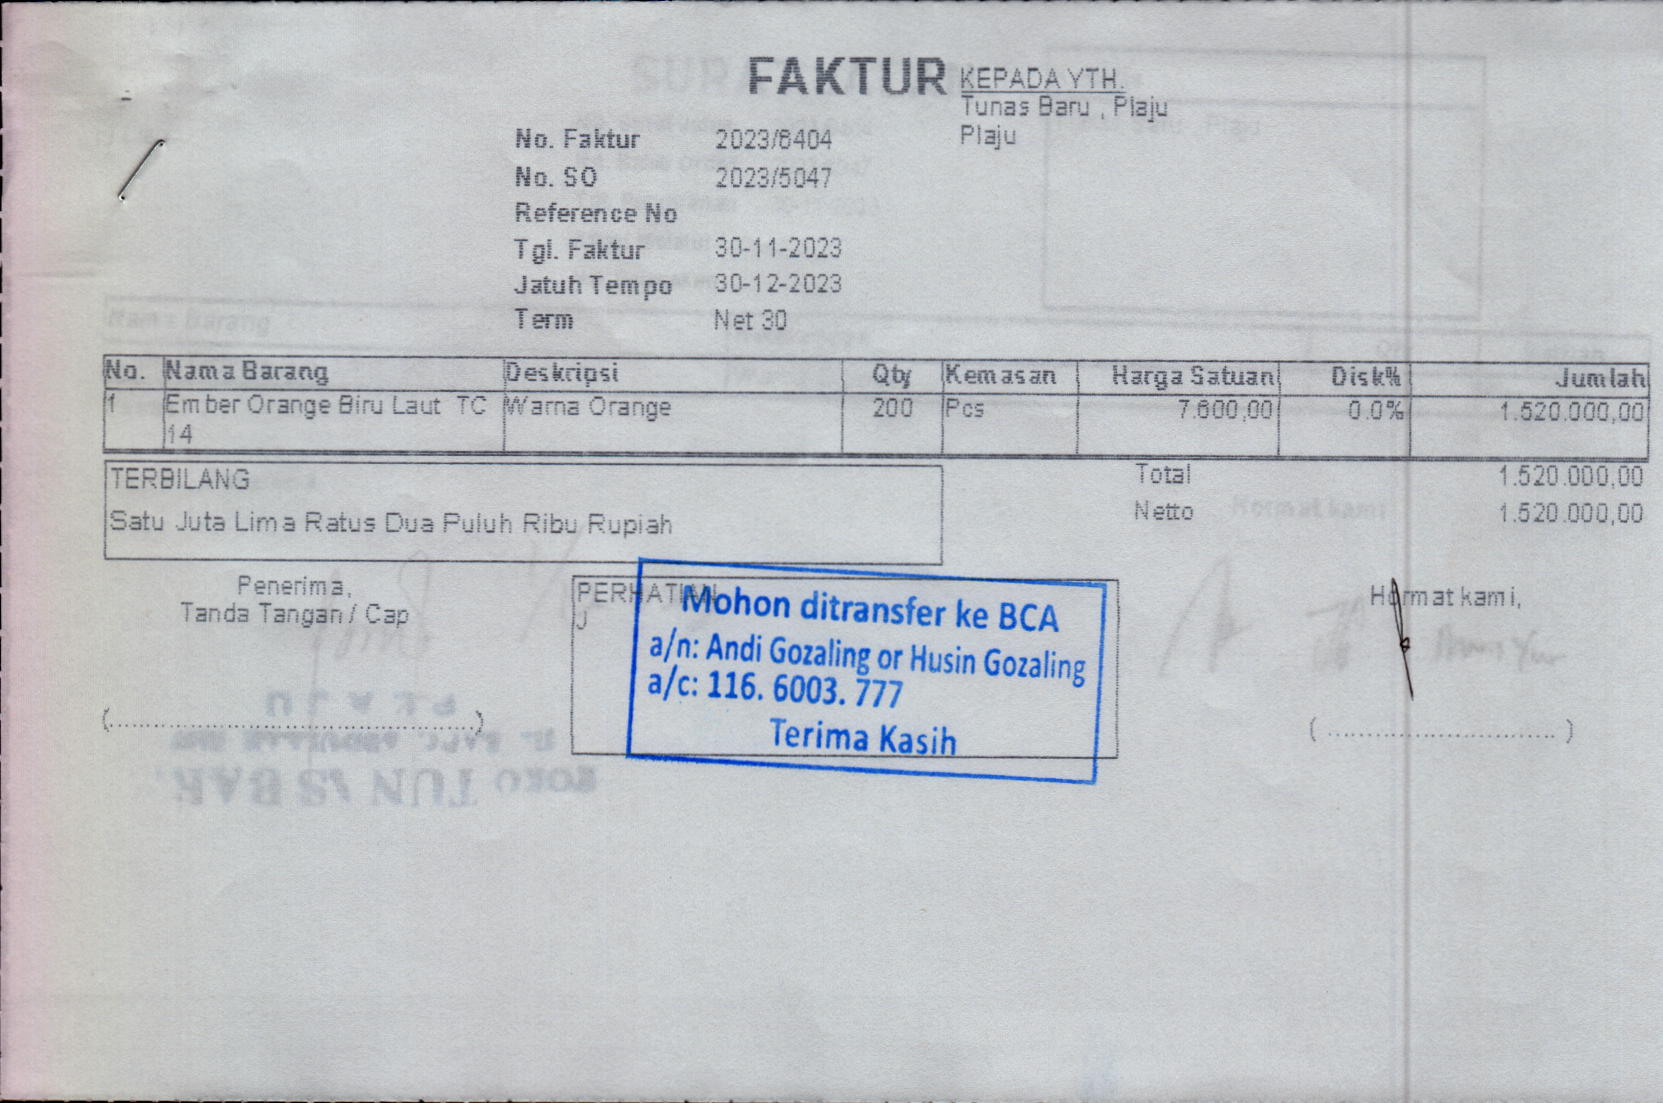 FAKTUR
KEPADA YTH.
Tunas Baru , Plaju
Plaju
No. Faktur 2023/6404
No. SO 2023/5047
Reference No
Tgl. Faktur 30-11-2023
Jatuh Tempo 30-12-2023
Term Net 30
No. Nama Barang Deskripsi Qty Kemasan Harga Satuan Disk% Jumlah
1 Ember Orange Biru Laut TC Warna Orange 200 Pcs 7.600,00 0.0% 1.520.000,00
14
TERBILANG
Satu Juta Lima Ratus Dua Puluh Ribu Rupiah
Total 1.520.000,00
Netto 1.520.000,00
Penerima,
Tanda Tangan / Cap
PERHATIAN
J
Mohon ditransfer ke BCA
a/n: Andi Gozaling or Husin Gozaling
a/c: 116. 6003. 777
Terima Kasih
Hormat kami,
(..................................................)
( .............................. )